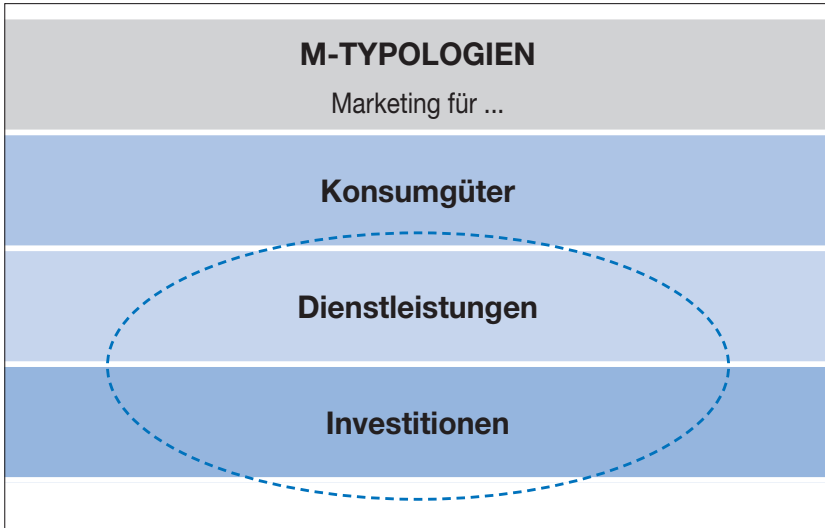 M-TYPOLOGIEN
Marketing für ...
Konsumgüter
Dienstleistungen
Investitionen